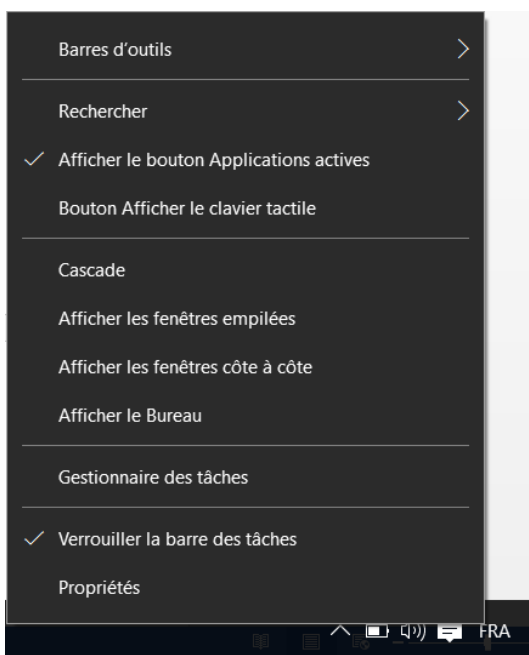 Barres d’outils
Rechercher
Afficher le bouton Applications actives
Bouton Afficher le clavier tactile
Cascade
Afficher les fenêtres empilées
Afficher les fenêtres côte à côte
Afficher le Bureau
Gestionnaire des tâches
Verrouiller la barre des tâches
Propriétés
FRA